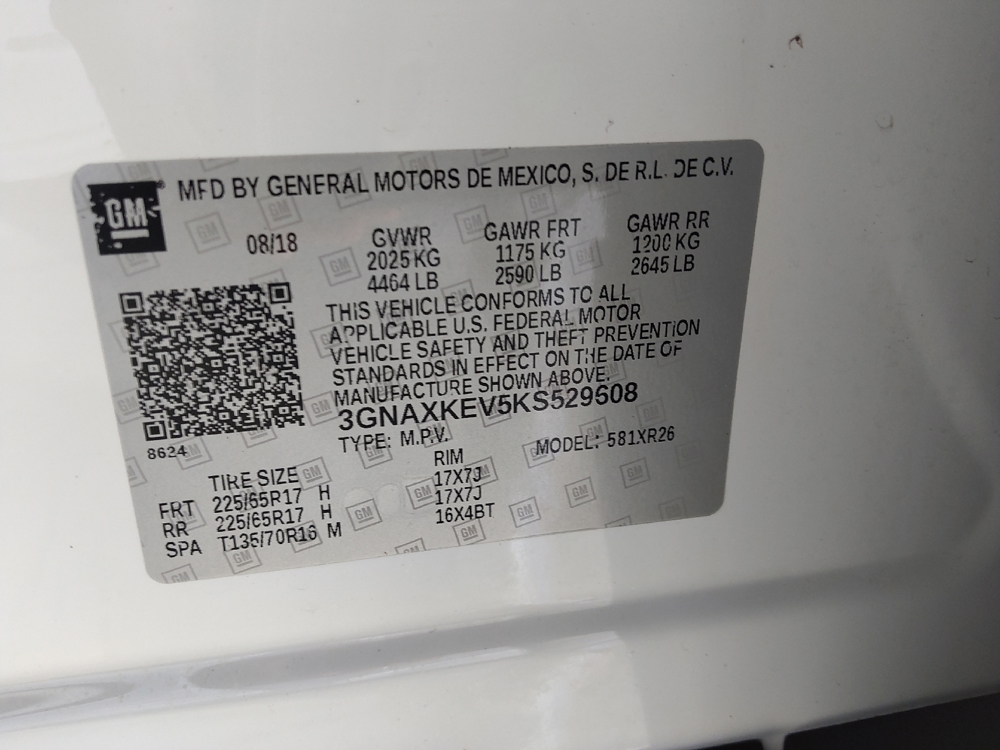 GM
MFD BY GENERAL MOTORS DE MEXICO, S. DE R.L. DE C.V.
08/18 GVWR GAWR FRT GAWR RR
2025 KG 1175 KG 1200 KG
4464 LB 2590 LB 2645 LB
THIS VEHICLE CONFORMS TO ALL
APPLICABLE U.S. FEDERAL MOTOR
VEHICLE SAFETY AND THEFT PREVENTION
STANDARDS IN EFFECT ON THE DATE OF
MANUFACTURE SHOWN ABOVE.
3GNAXKEV5KS529608
8624 TYPE: M.P.V. MODEL: 581XR26
TIRE SIZE RIM
FRT 225/65R17 H 17X7J
RR 225/65R17 H 17X7J
SPA T135/70R16 M 16X4BT